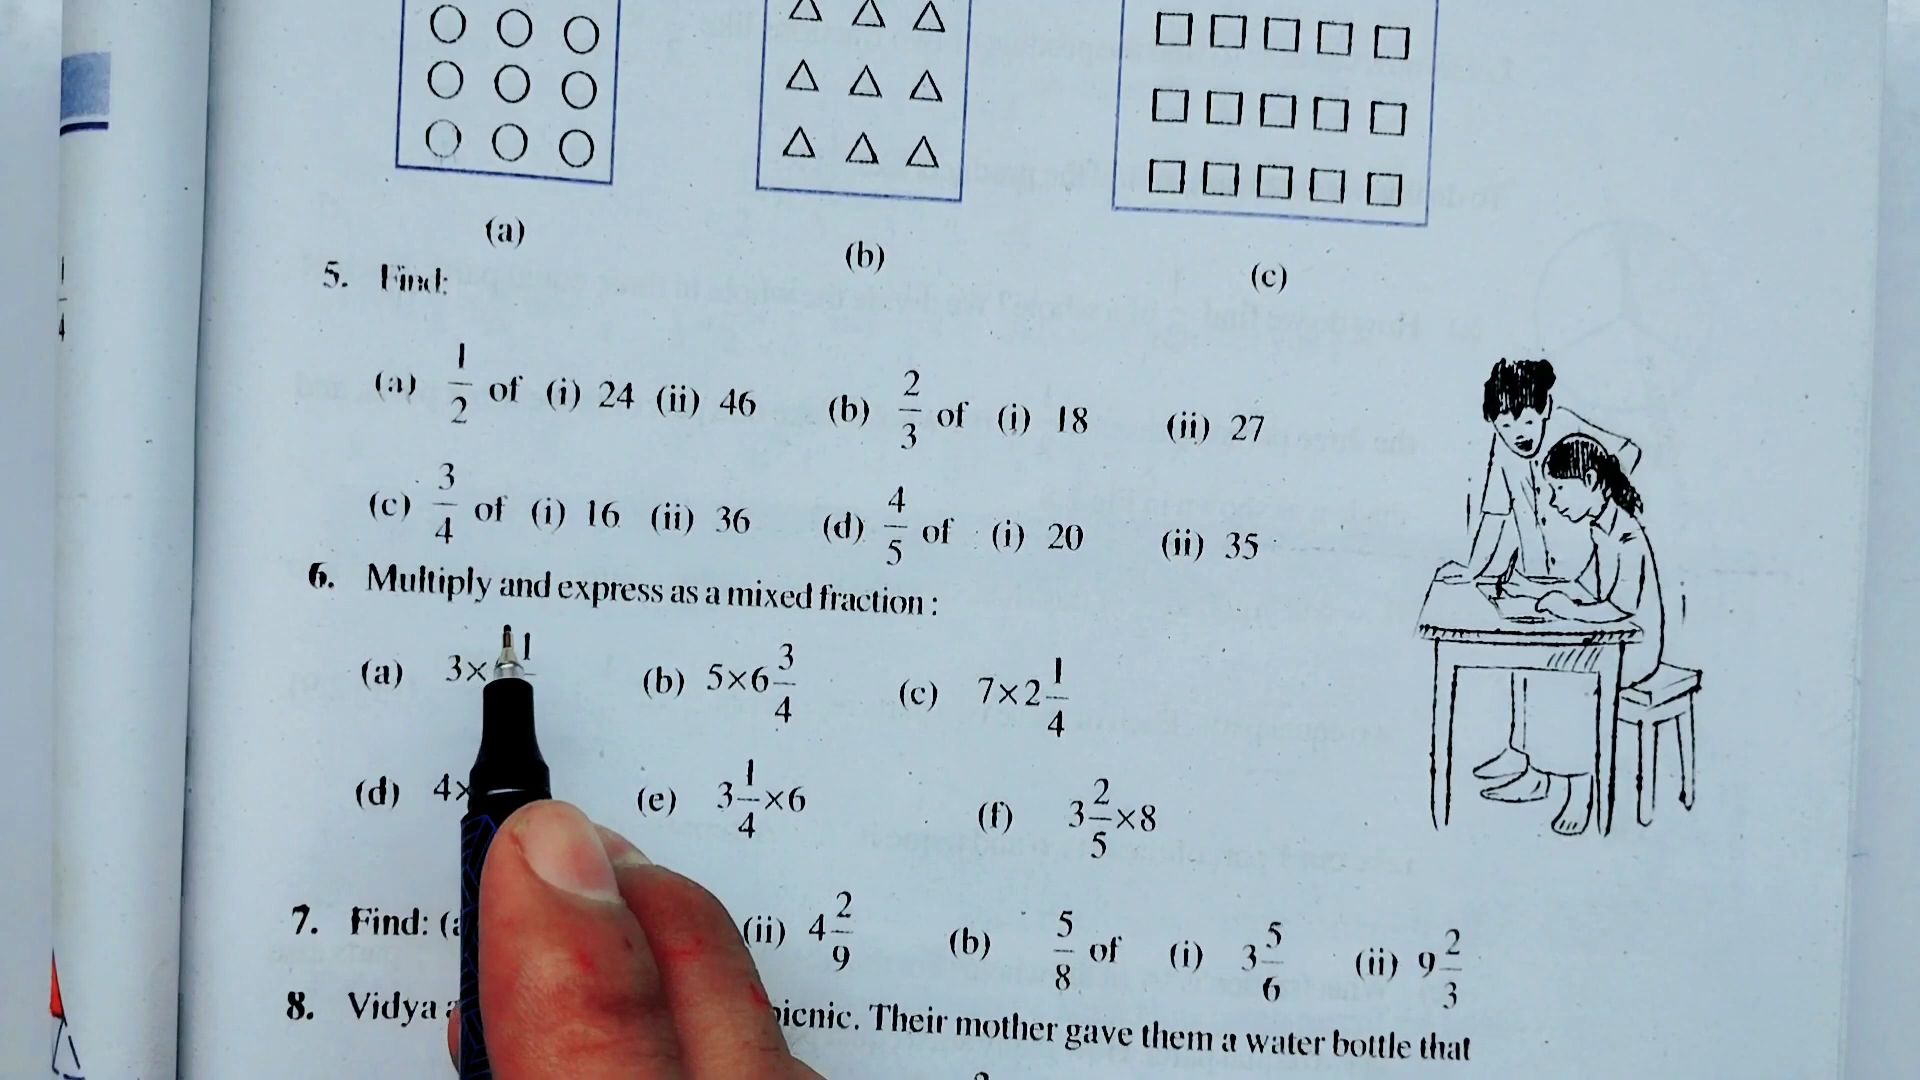 (a)
(b)
(c)
1/4
5. Find:
(a) 1/2 of (i) 24 (ii) 46 (b) 2/3 of (i) 18 (ii) 27
(c) 3/4 of (i) 16 (ii) 36 (d) 4/5 of (i) 20 (ii) 35
6. Multiply and express as a mixed fraction :
(a) 3× 1 (b) 5×6 3/4 (c) 7×2 1/4
(d) 4× (e) 3 1/4 ×6 (f) 3 2/5 ×8
7. Find: (ii) 4 2/9 (b) 5/8 of (i) 3 5/6 (ii) 9 2/3
8. Vidya picnic. Their mother gave them a water bottle that